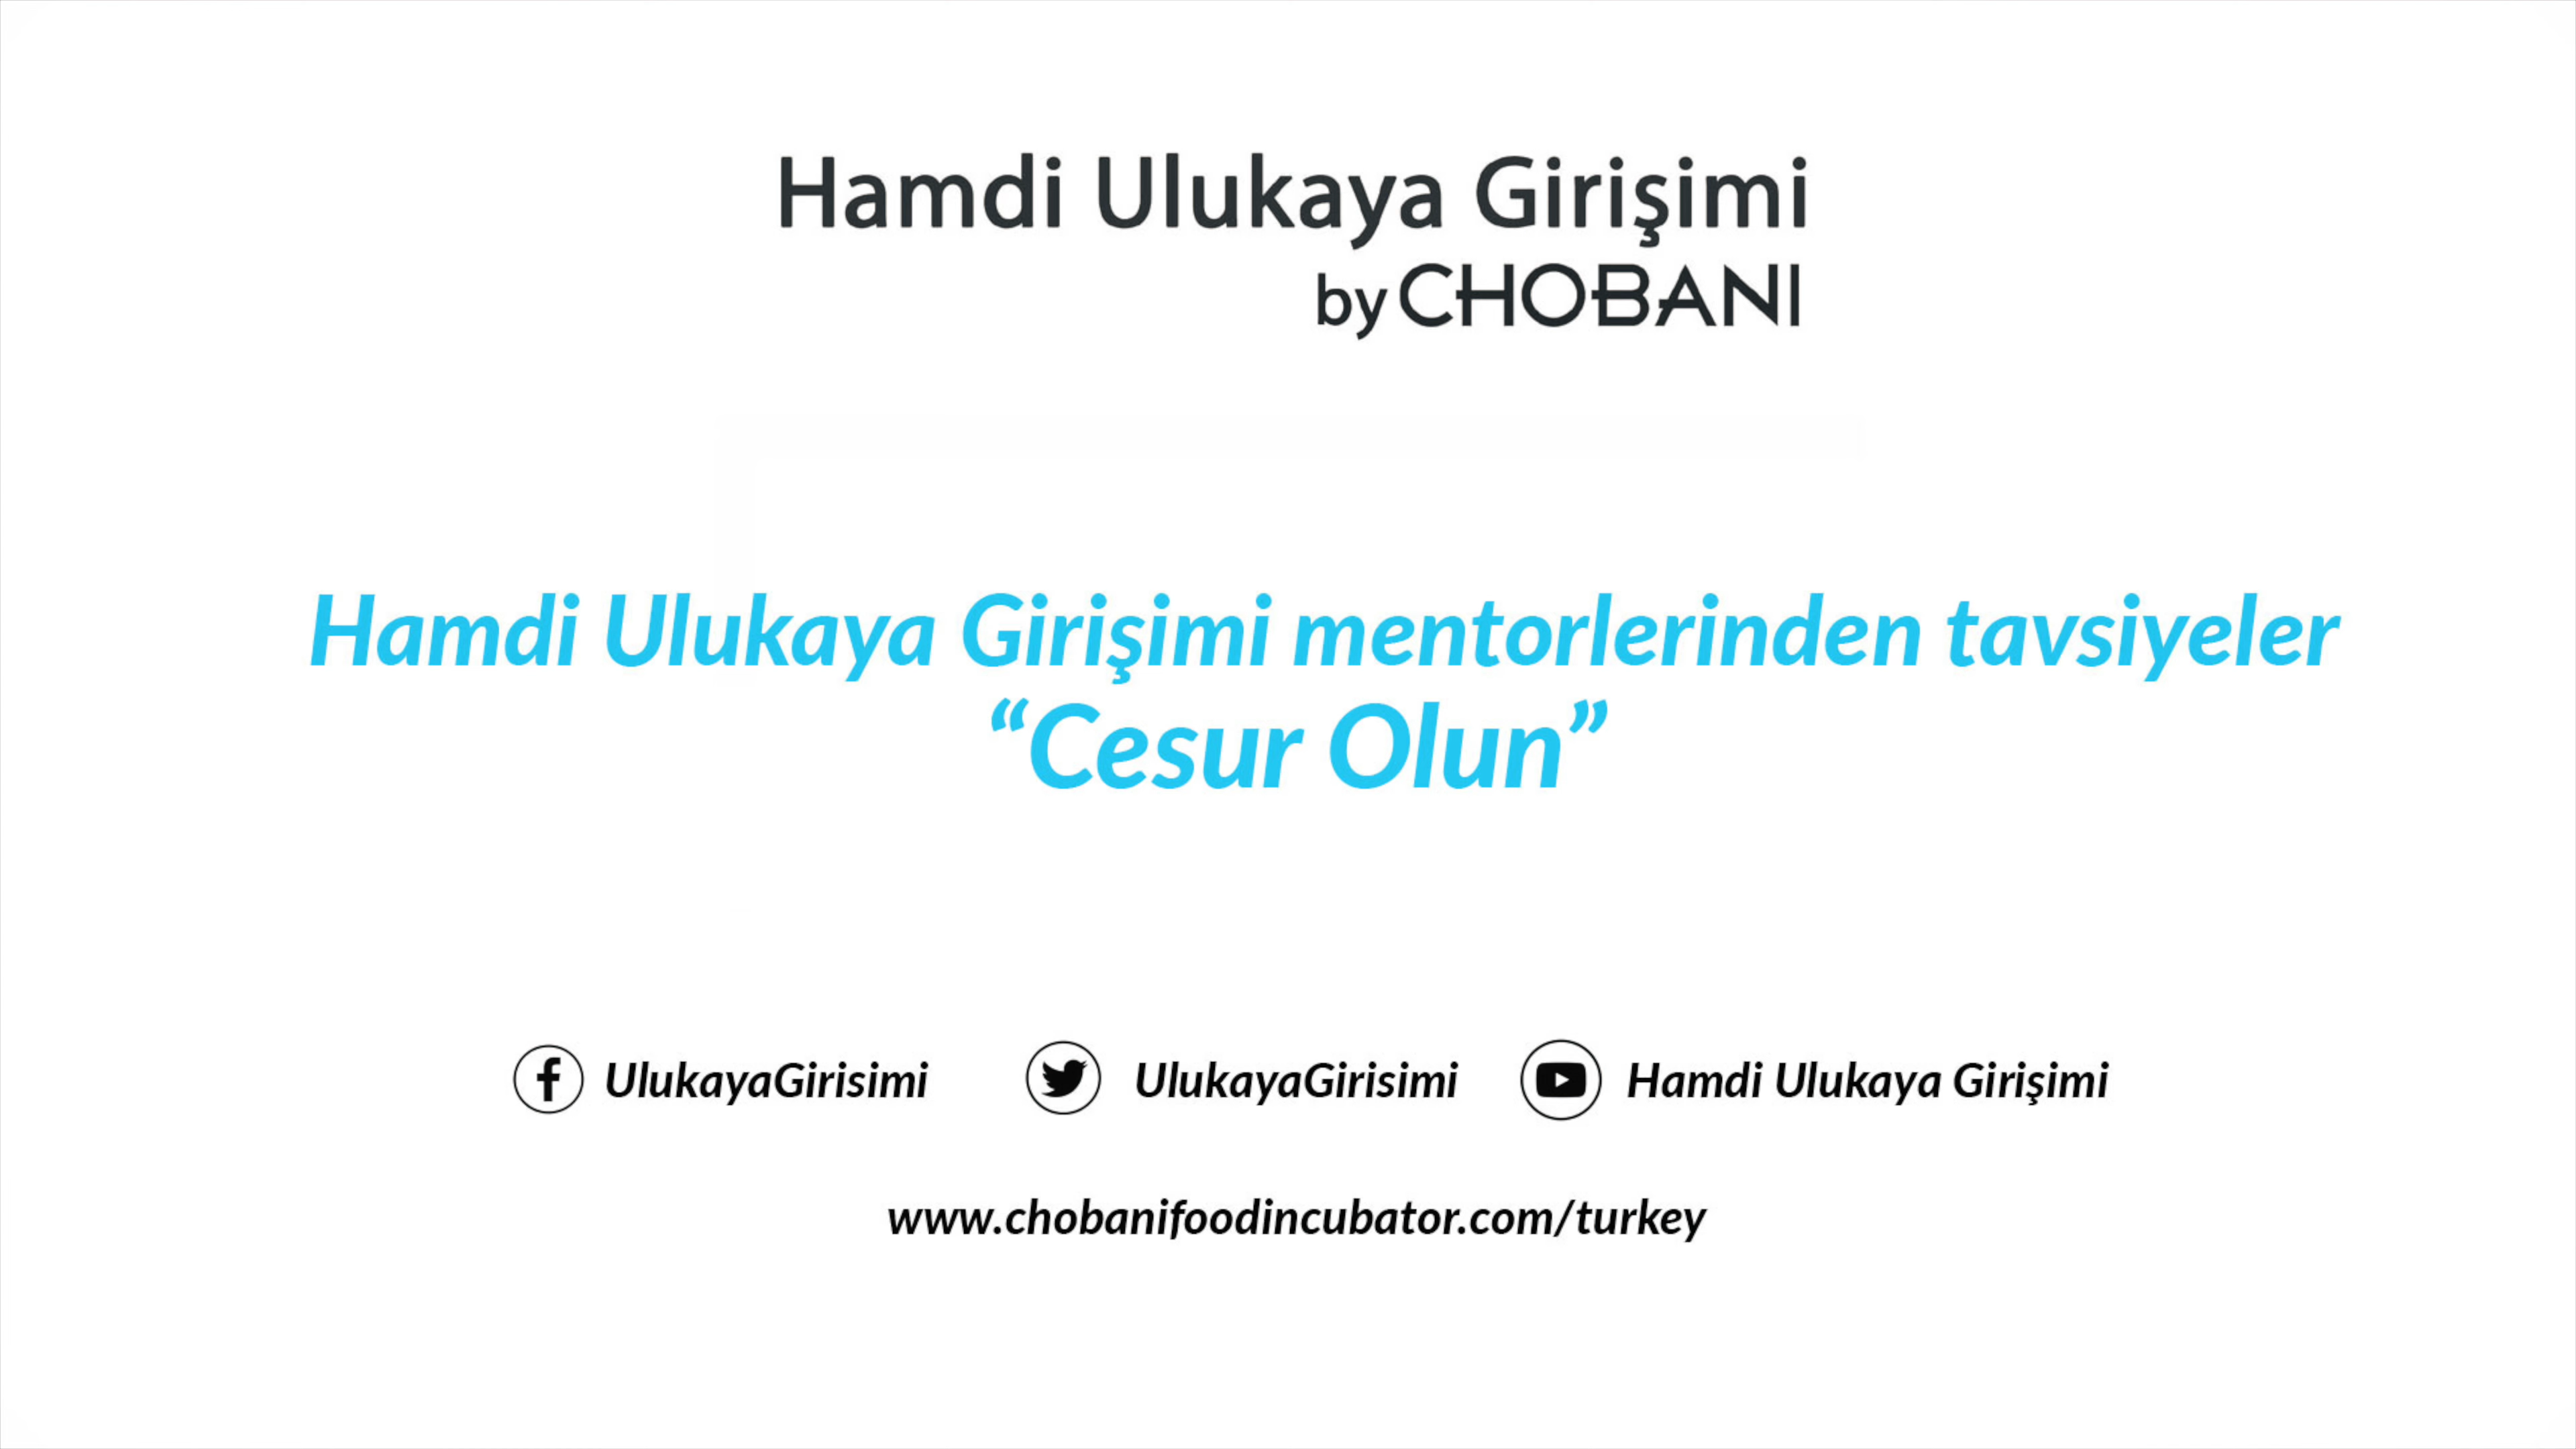 Hamdi Ulukaya Girişimi
by CHOBANI
Hamdi Ulukaya Girişimi mentorlerinden tavsiyeler
“Cesur Olun”
UlukayaGirisimi UlukayaGirisimi Hamdi Ulukaya Girişimi
www.chobanifoodincubator.com/turkey